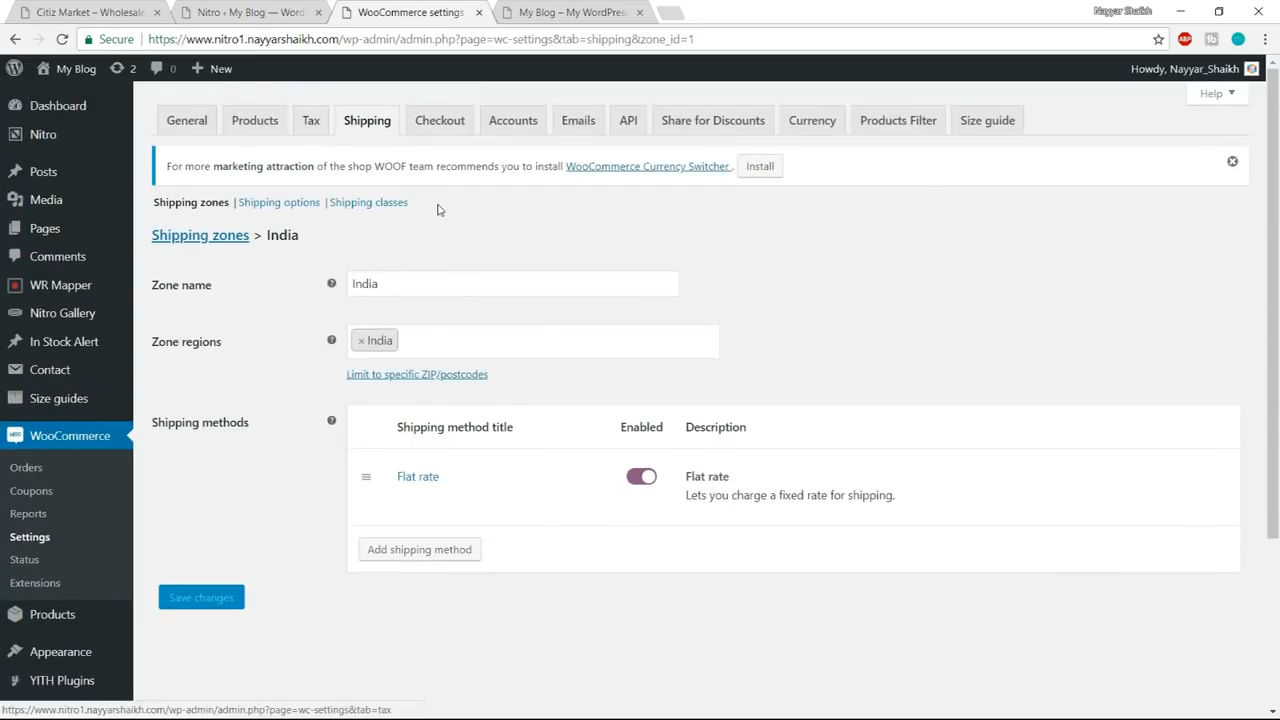 Citiz Market – Wholesale
Nitro ‹ My Blog — Word
WooCommerce settings
My Blog – My WordPress
Nayyar Shaikh
Secure
https://www.nitro1.nayyarshaikh.com/wp-admin/admin.php?page=wc-settings&tab=shipping&zone_id=1
ABP
My Blog
2
0
New
Howdy, Nayyar_Shaikh
Help
Dashboard
Nitro
Posts
Media
Pages
Comments
WR Mapper
Nitro Gallery
In Stock Alert
Contact
Size guides
WooCommerce
Orders
Coupons
Reports
Settings
Status
Extensions
Products
Appearance
YITH Plugins
General
Products
Tax
Shipping
Checkout
Accounts
Emails
API
Share for Discounts
Currency
Products Filter
Size guide
For more marketing attraction of the shop WOOF team recommends you to install WooCommerce Currency Switcher .
Install
Shipping zones | Shipping options | Shipping classes
Shipping zones > India
Zone name
India
Zone regions
× India
Limit to specific ZIP/postcodes
Shipping methods
Shipping method title
Enabled
Description
Flat rate
Flat rate
Lets you charge a fixed rate for shipping.
Add shipping method
Save changes
https://www.nitro1.nayyarshaikh.com/wp-admin/admin.php?page=wc-settings&tab=tax